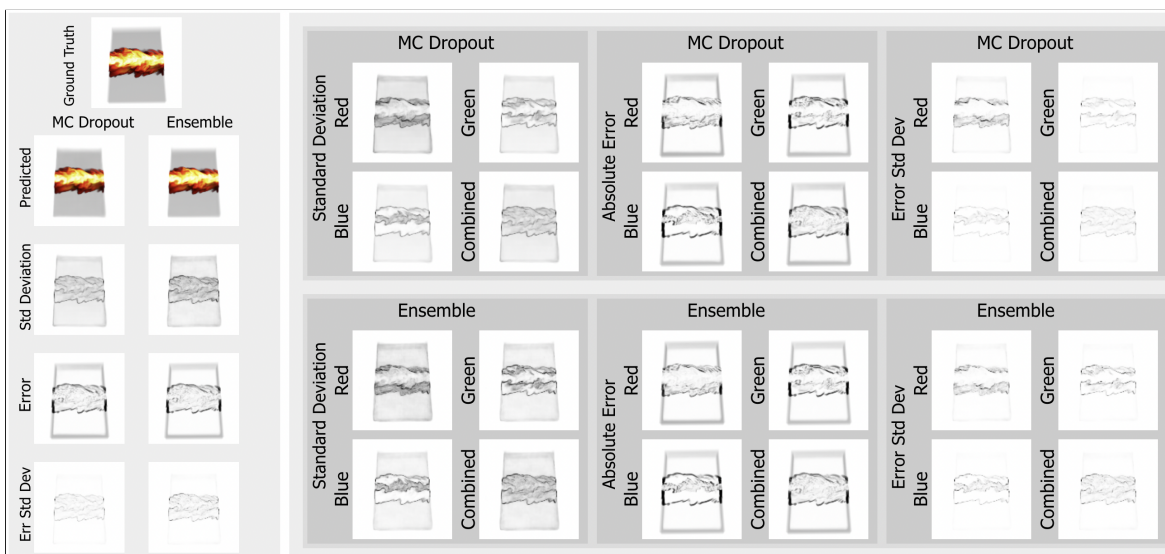 Ground Truth
MC Dropout Ensemble
Predicted
Std Deviation
Error
Err Std Dev
MC Dropout
Standard Deviation
Red
Green
Blue
Combined
MC Dropout
Absolute Error
Red
Green
Blue
Combined
MC Dropout
Error Std Dev
Red
Green
Blue
Combined
Ensemble
Standard Deviation
Red
Green
Blue
Combined
Ensemble
Absolute Error
Red
Green
Blue
Combined
Ensemble
Error Std Dev
Red
Green
Blue
Combined